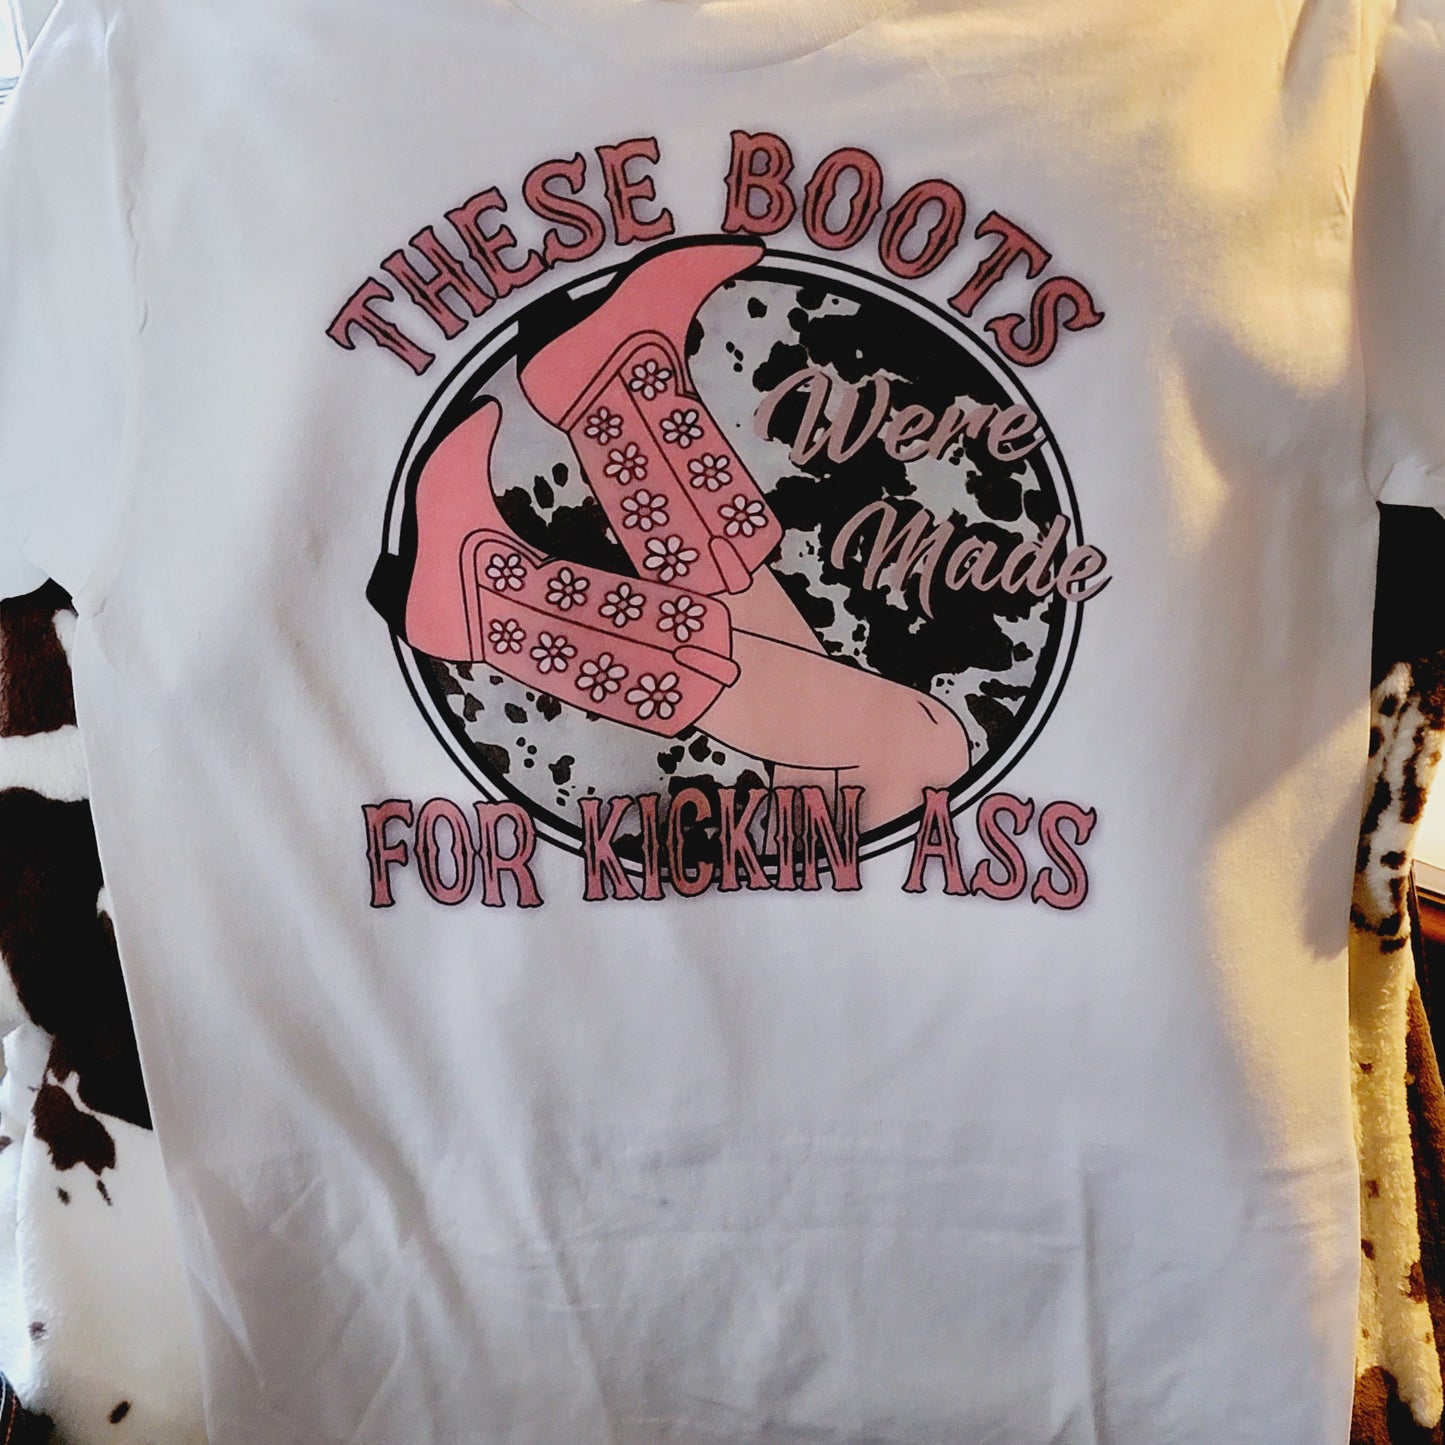 THESE BOOTS
Were
Made
FOR KICKIN ASS